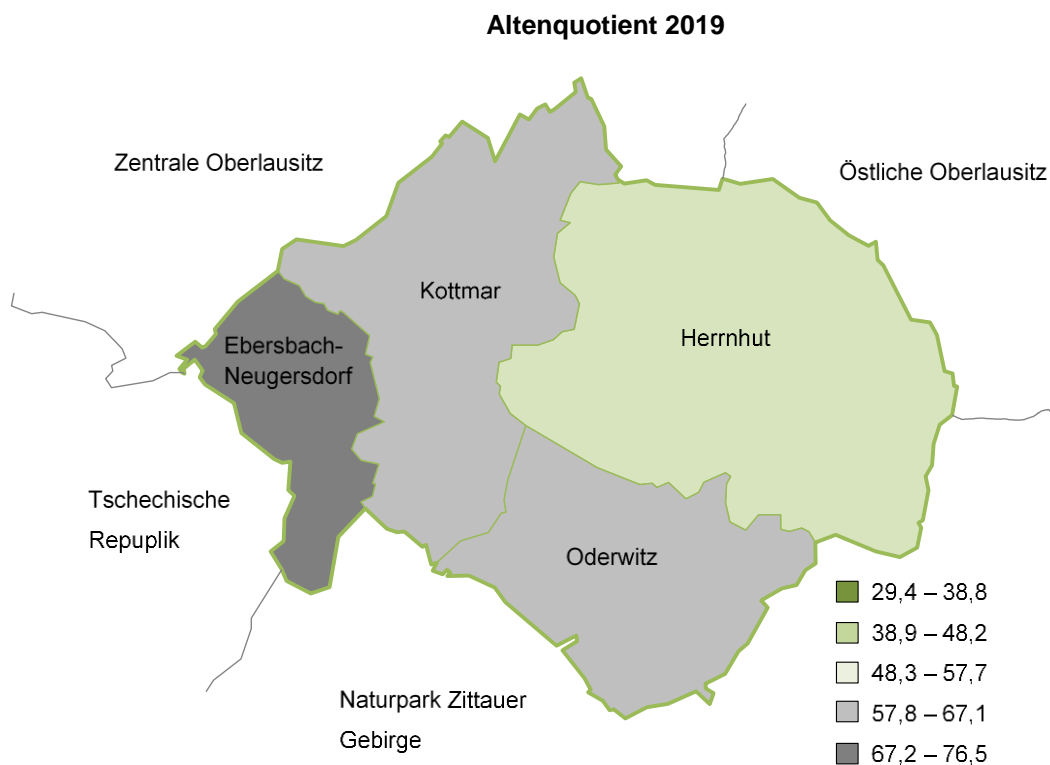 Altenquotient 2019
Zentrale Oberlausitz
Östliche Oberlausitz
Kottmar
Herrnhut
Ebersbach-
Neugersdorf
Tschechische
Repuplik
Oderwitz
Naturpark Zittauer
Gebirge
29,4 – 38,8
38,9 – 48,2
48,3 – 57,7
57,8 – 67,1
67,2 – 76,5